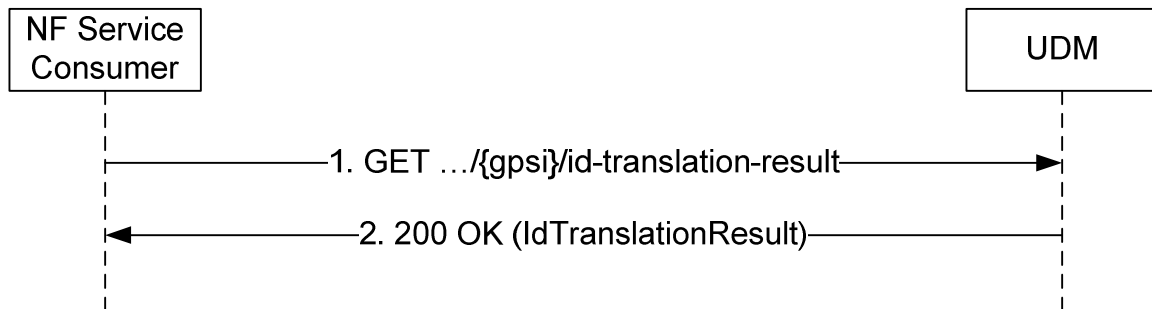 NF Service
Consumer
UDM
1. GET …/{gpsi}/id-translation-result
2. 200 OK (IdTranslationResult)